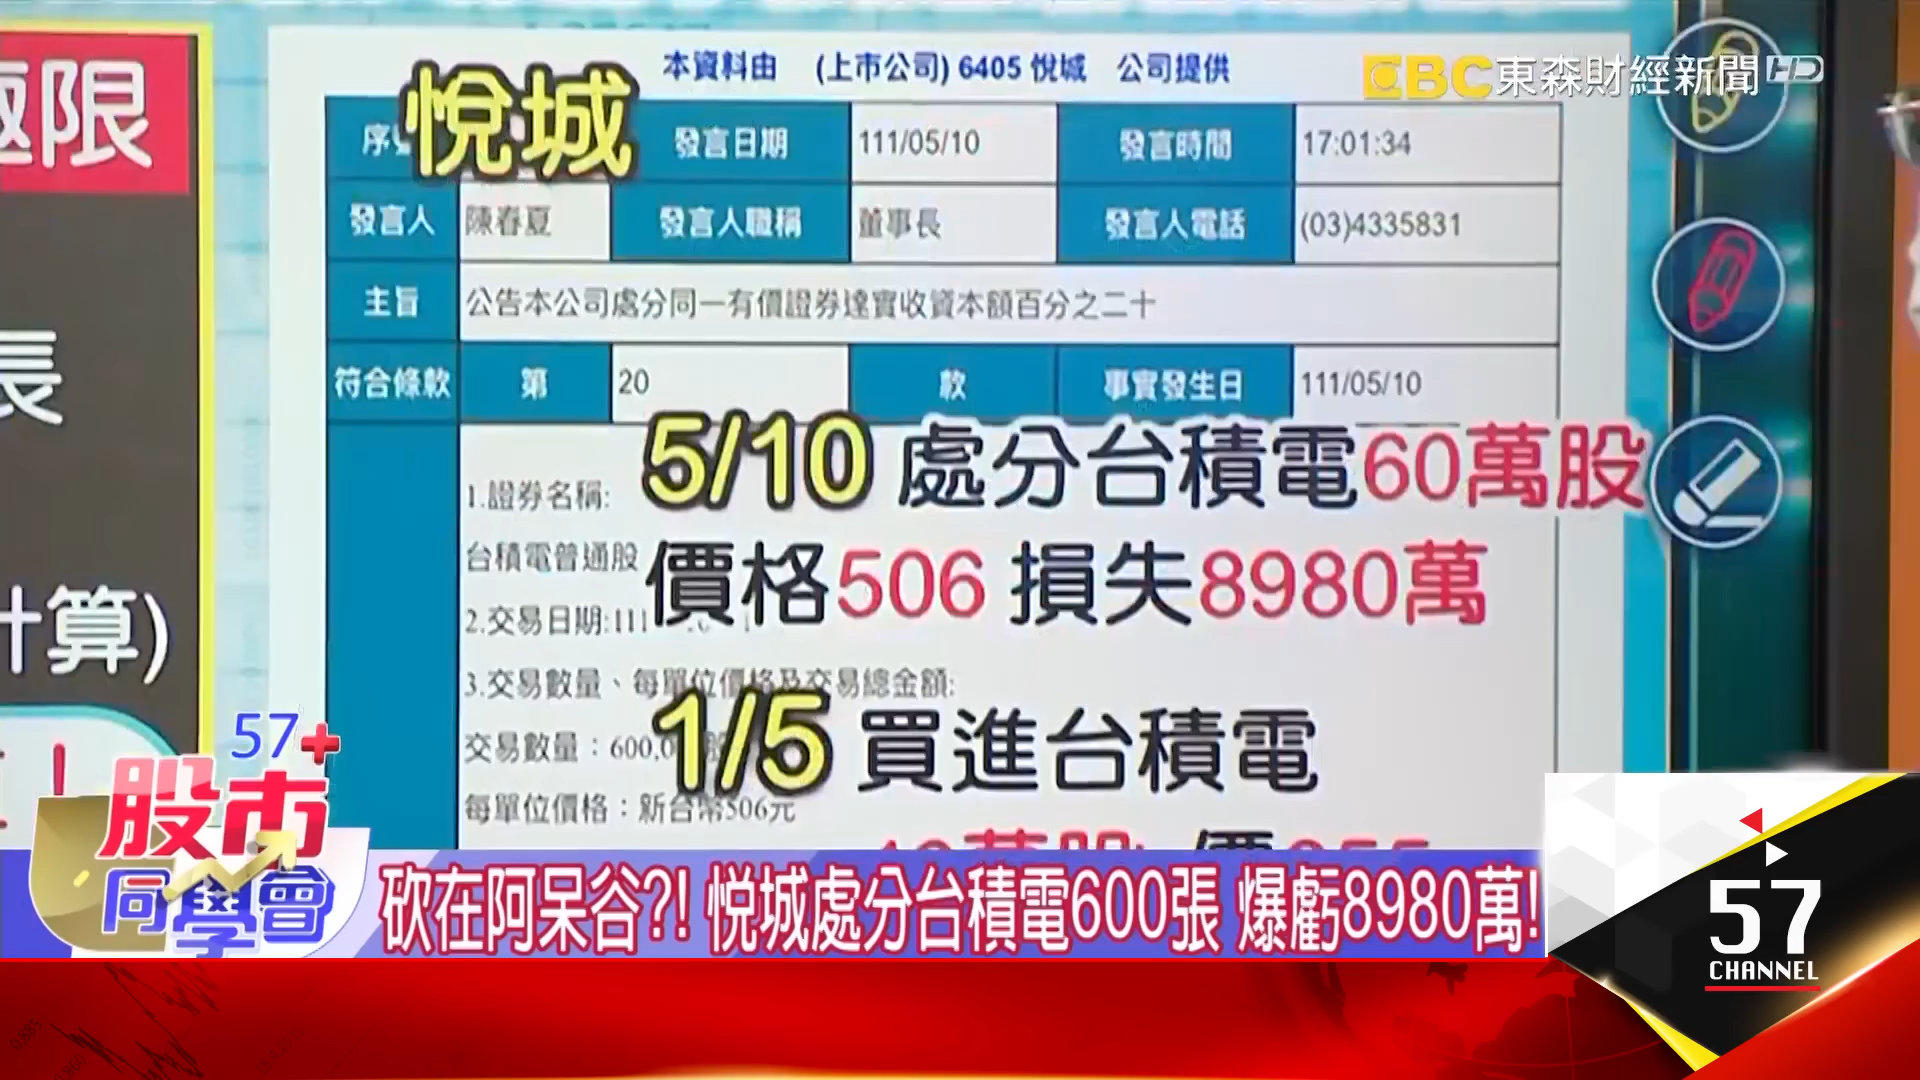 本資料由 (上市公司) 6405 悅城 公司提供
EBC東森財經新聞HD
悅城
發言日期 111/05/10 發言時間 17:01:34
發言人 陳春夏 發言人職稱 董事長 發言人電話 (03)4335831
主旨 公告本公司處分同一有價證券達實收資本額百分之二十
符合條款 第 20 款 事實發生日 111/05/10
極限
長
計算)
1.證券名稱:
台積電普通股
2.交易日期:111
3.交易數量、每單位價格及交易總金額:
交易數量：600,0
每單位價格：新台幣506元
5/10 處分台積電60萬股
價格506 損失8980萬
1/5 買進台積電
57+
股市
同學會
砍在阿呆谷?! 悅城處分台積電600張 爆虧8980萬!
57
CHANNEL